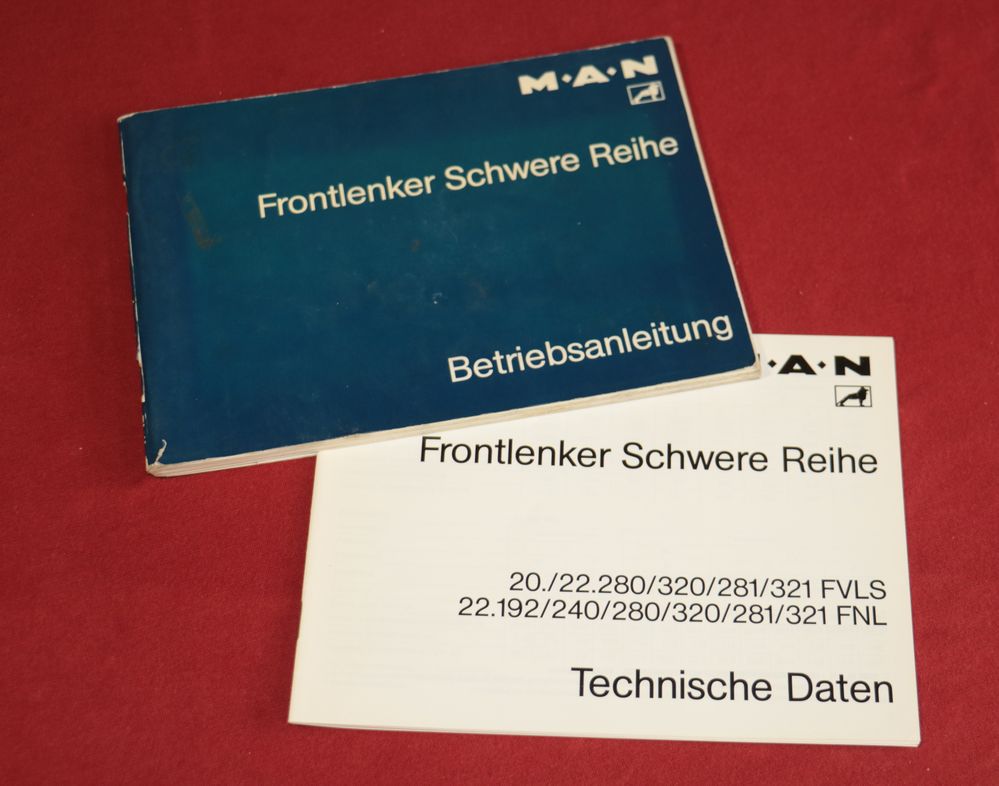 M·A·N
Frontlenker Schwere Reihe
Betriebsanleitung
·A·N
Frontlenker Schwere Reihe
20./22.280/320/281/321 FVLS
22.192/240/280/320/281/321 FNL
Technische Daten